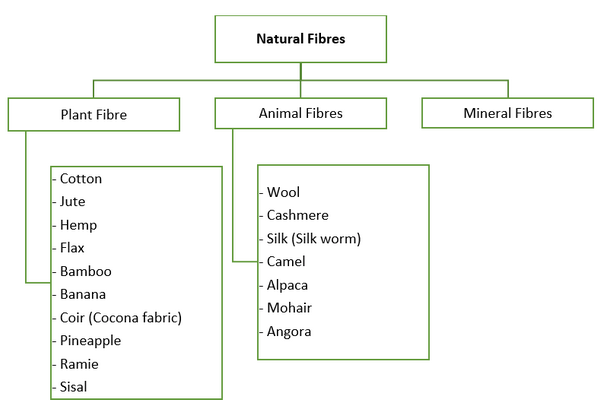 Natural Fibres
Plant Fibre
Animal Fibres
Mineral Fibres
- Cotton
- Jute
- Hemp
- Flax
- Bamboo
- Banana
- Coir (Cocona fabric)
- Pineapple
- Ramie
- Sisal
- Wool
- Cashmere
- Silk (Silk worm)
- Camel
- Alpaca
- Mohair
- Angora